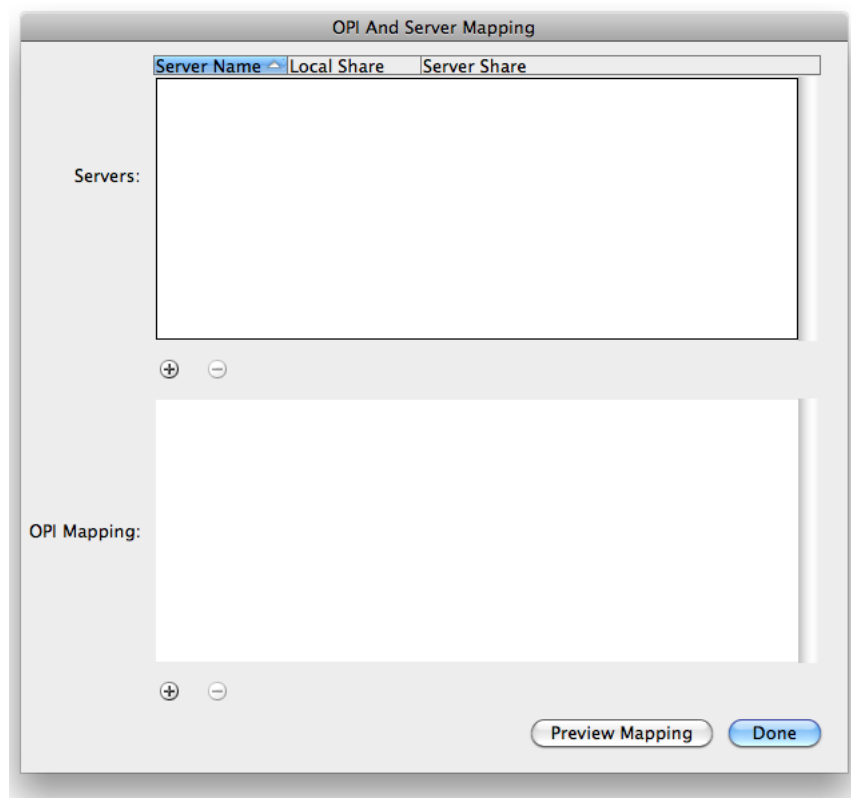 OPI And Server Mapping
Server Name Local Share Server Share
Servers:
OPI Mapping:
Preview Mapping Done